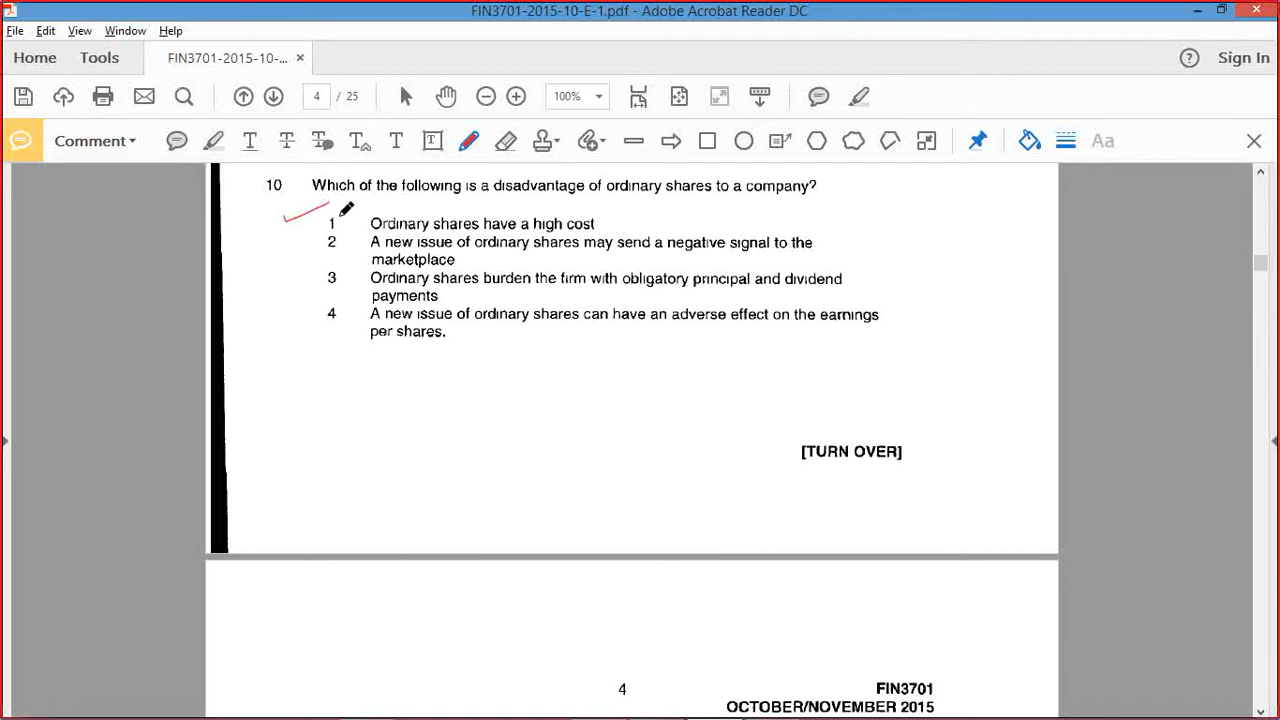 FIN3701-2015-10-E-1.pdf - Adobe Acrobat Reader DC
File Edit View Window Help
Home Tools FIN3701-2015-10-... × Sign In
4 / 25 100%
Comment Aa
10 Which of the following is a disadvantage of ordinary shares to a company?
1 Ordinary shares have a high cost
2 A new issue of ordinary shares may send a negative signal to the
marketplace
3 Ordinary shares burden the firm with obligatory principal and dividend
payments
4 A new issue of ordinary shares can have an adverse effect on the earnings
per shares.
[TURN OVER]
4 FIN3701
OCTOBER/NOVEMBER 2015